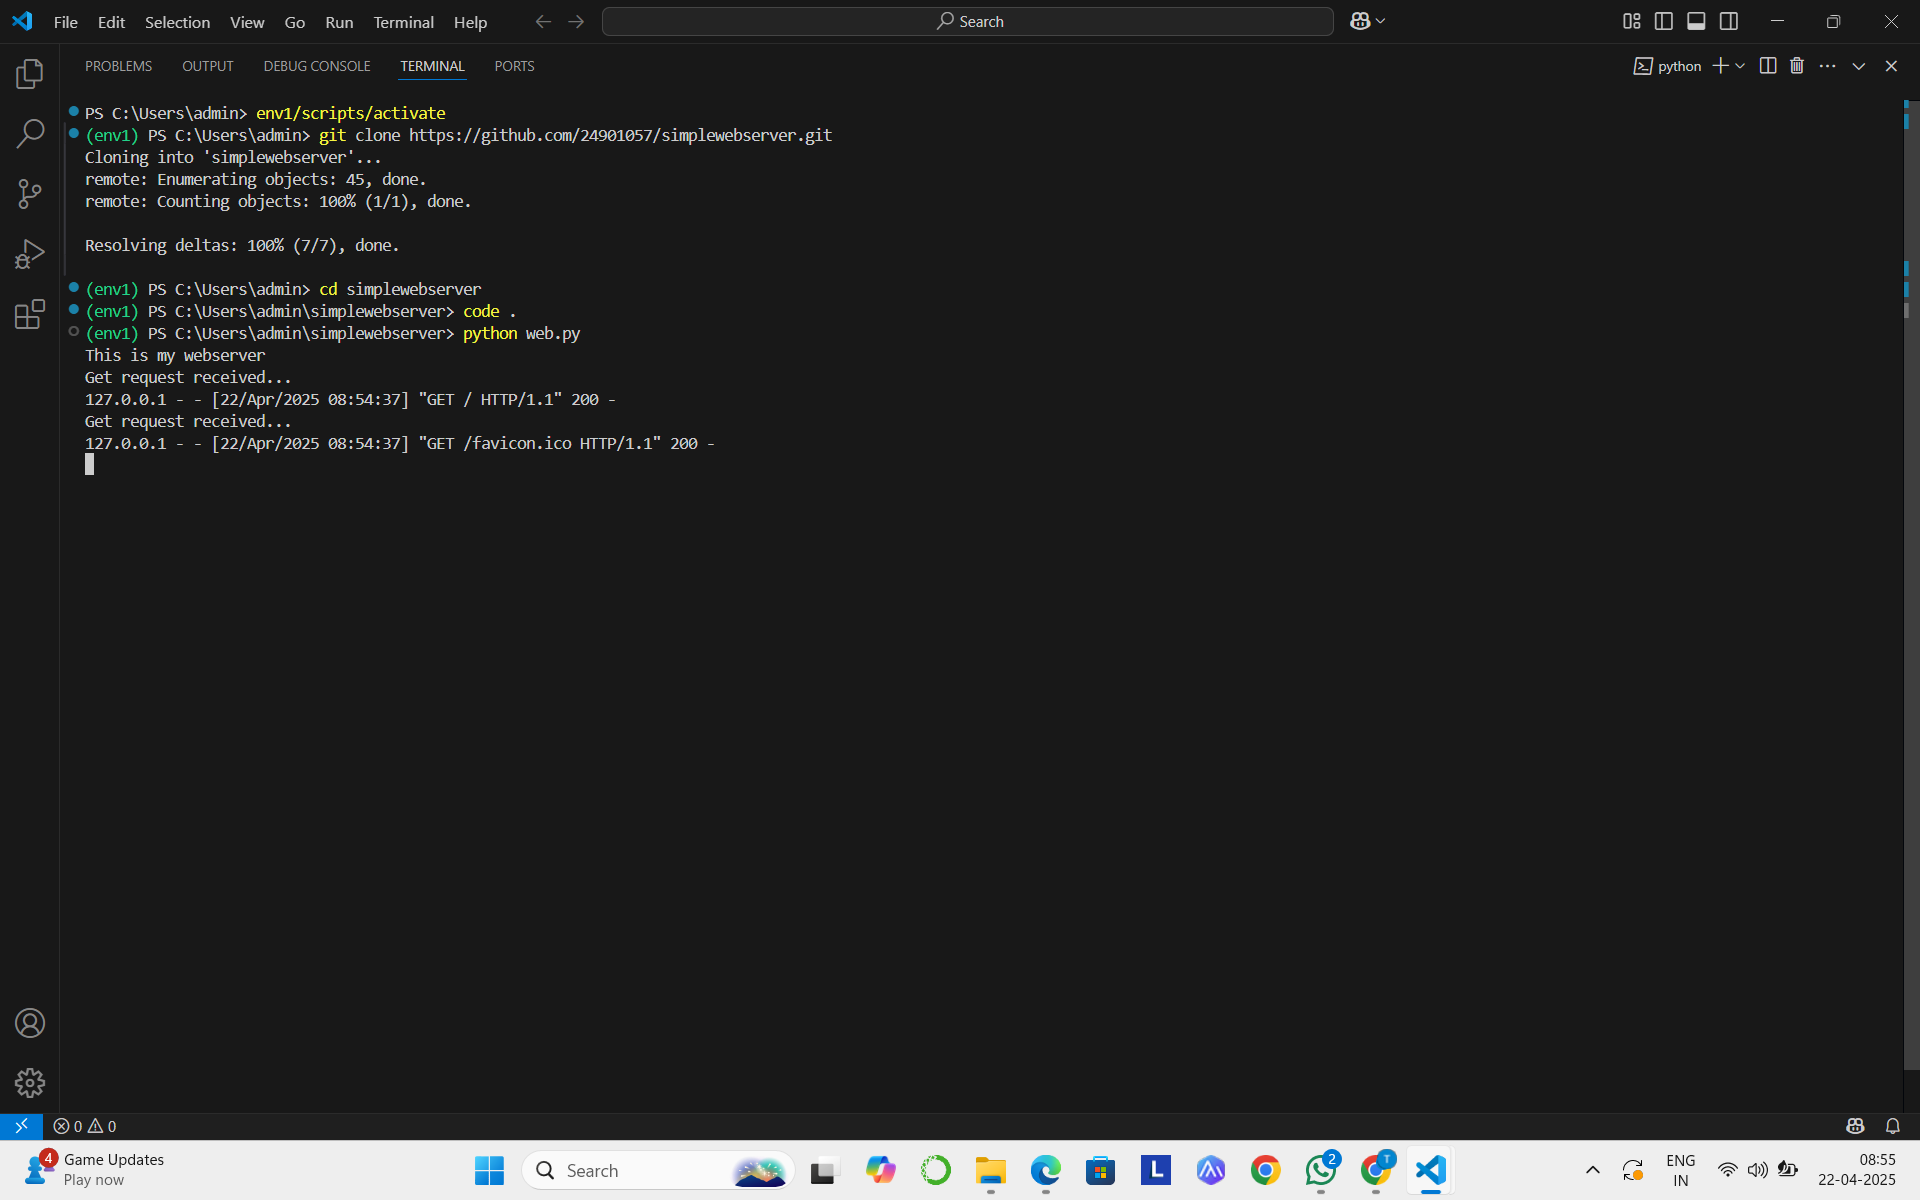 File Edit Selection View Go Run Terminal Help
Search
PROBLEMS OUTPUT DEBUG CONSOLE TERMINAL PORTS
python
PS C:\Users\admin> env1/scripts/activate
(env1) PS C:\Users\admin> git clone https://github.com/24901057/simplewebserver.git
Cloning into 'simplewebserver'...
remote: Enumerating objects: 45, done.
remote: Counting objects: 100% (1/1), done.
Resolving deltas: 100% (7/7), done.
(env1) PS C:\Users\admin> cd simplewebserver
(env1) PS C:\Users\admin\simplewebserver> code .
(env1) PS C:\Users\admin\simplewebserver> python web.py
This is my webserver
Get request received...
127.0.0.1 - - [22/Apr/2025 08:54:37] "GET / HTTP/1.1" 200 -
Get request received...
127.0.0.1 - - [22/Apr/2025 08:54:37] "GET /favicon.ico HTTP/1.1" 200 -
0 0
4
Game Updates
Play now
Search
L
2
T
ENG
IN
08:55
22-04-2025